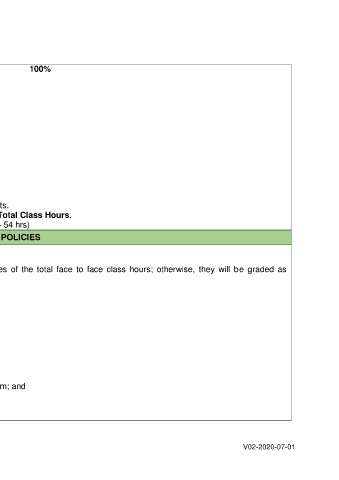 100%
ts.
Total Class Hours.
- 54 hrs)
POLICIES
es of the total face to face class hours; otherwise, they will be graded as
m; and
V02-2020-07-01